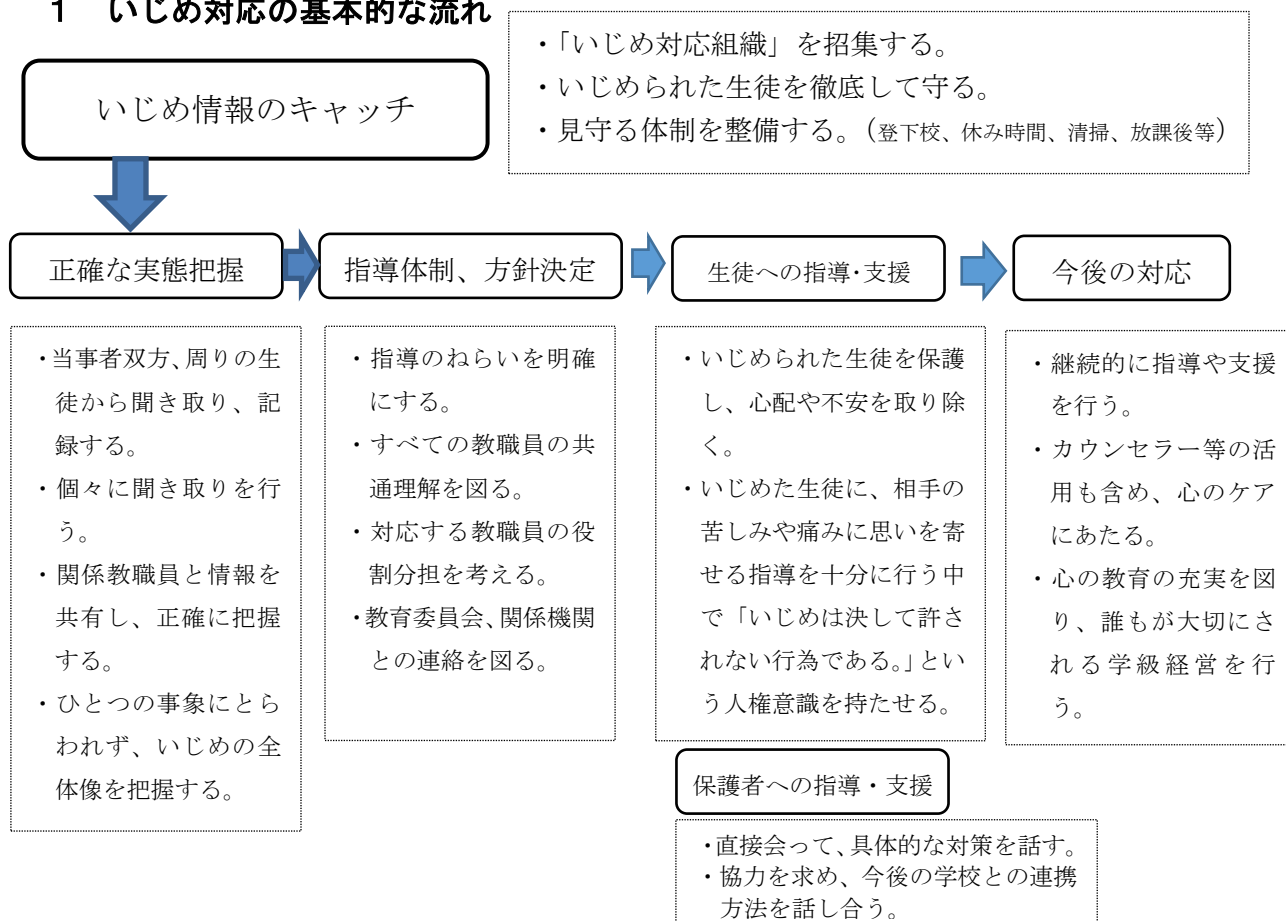 1 いじめ対応の基本的な流れ
いじめ情報のキャッチ
・「いじめ対応組織」を招集する。
・いじめられた生徒を徹底して守る。
・見守る体制を整備する。(登下校、休み時間、清掃、放課後等)
正確な実態把握
指導体制、方針決定
生徒への指導・支援
今後の対応
・当事者双方、周りの生
徒から聞き取り、記
録する。
・個々に聞き取りを行
う。
・関係教職員と情報を
共有し、正確に把握
する。
・ひとつの事象にとら
われず、いじめの全
体像を把握する。
・指導のねらいを明確
にする。
・すべての教職員の共
通理解を図る。
・対応する教職員の役
割分担を考える。
・教育委員会、関係機関
との連絡を図る。
・いじめられた生徒を保護
し、心配や不安を取り除
く。
・いじめた生徒に、相手の
苦しみや痛みに思いを寄
せる指導を十分に行う中
で「いじめは決して許さ
れない行為である。」とい
う人権意識を持たせる。
・継続的に指導や支援
を行う。
・カウンセラー等の活
用も含め、心のケア
にあたる。
・心の教育の充実を図
り、誰もが大切にさ
れる学級経営を行
う。
保護者への指導・支援
・直接会って、具体的な対策を話す。
・協力を求め、今後の学校との連携
方法を話し合う。